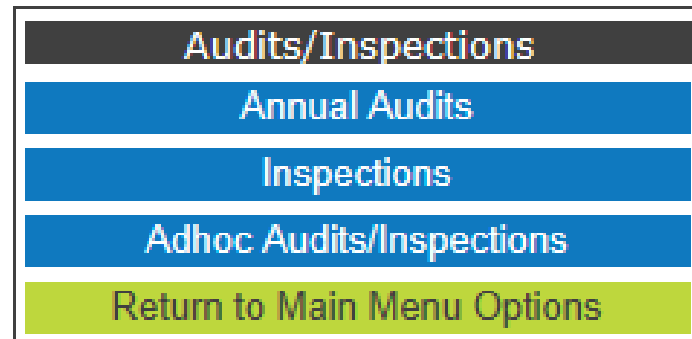 Audits/Inspections
Annual Audits
Inspections
Adhoc Audits/Inspections
Return to Main Menu Options